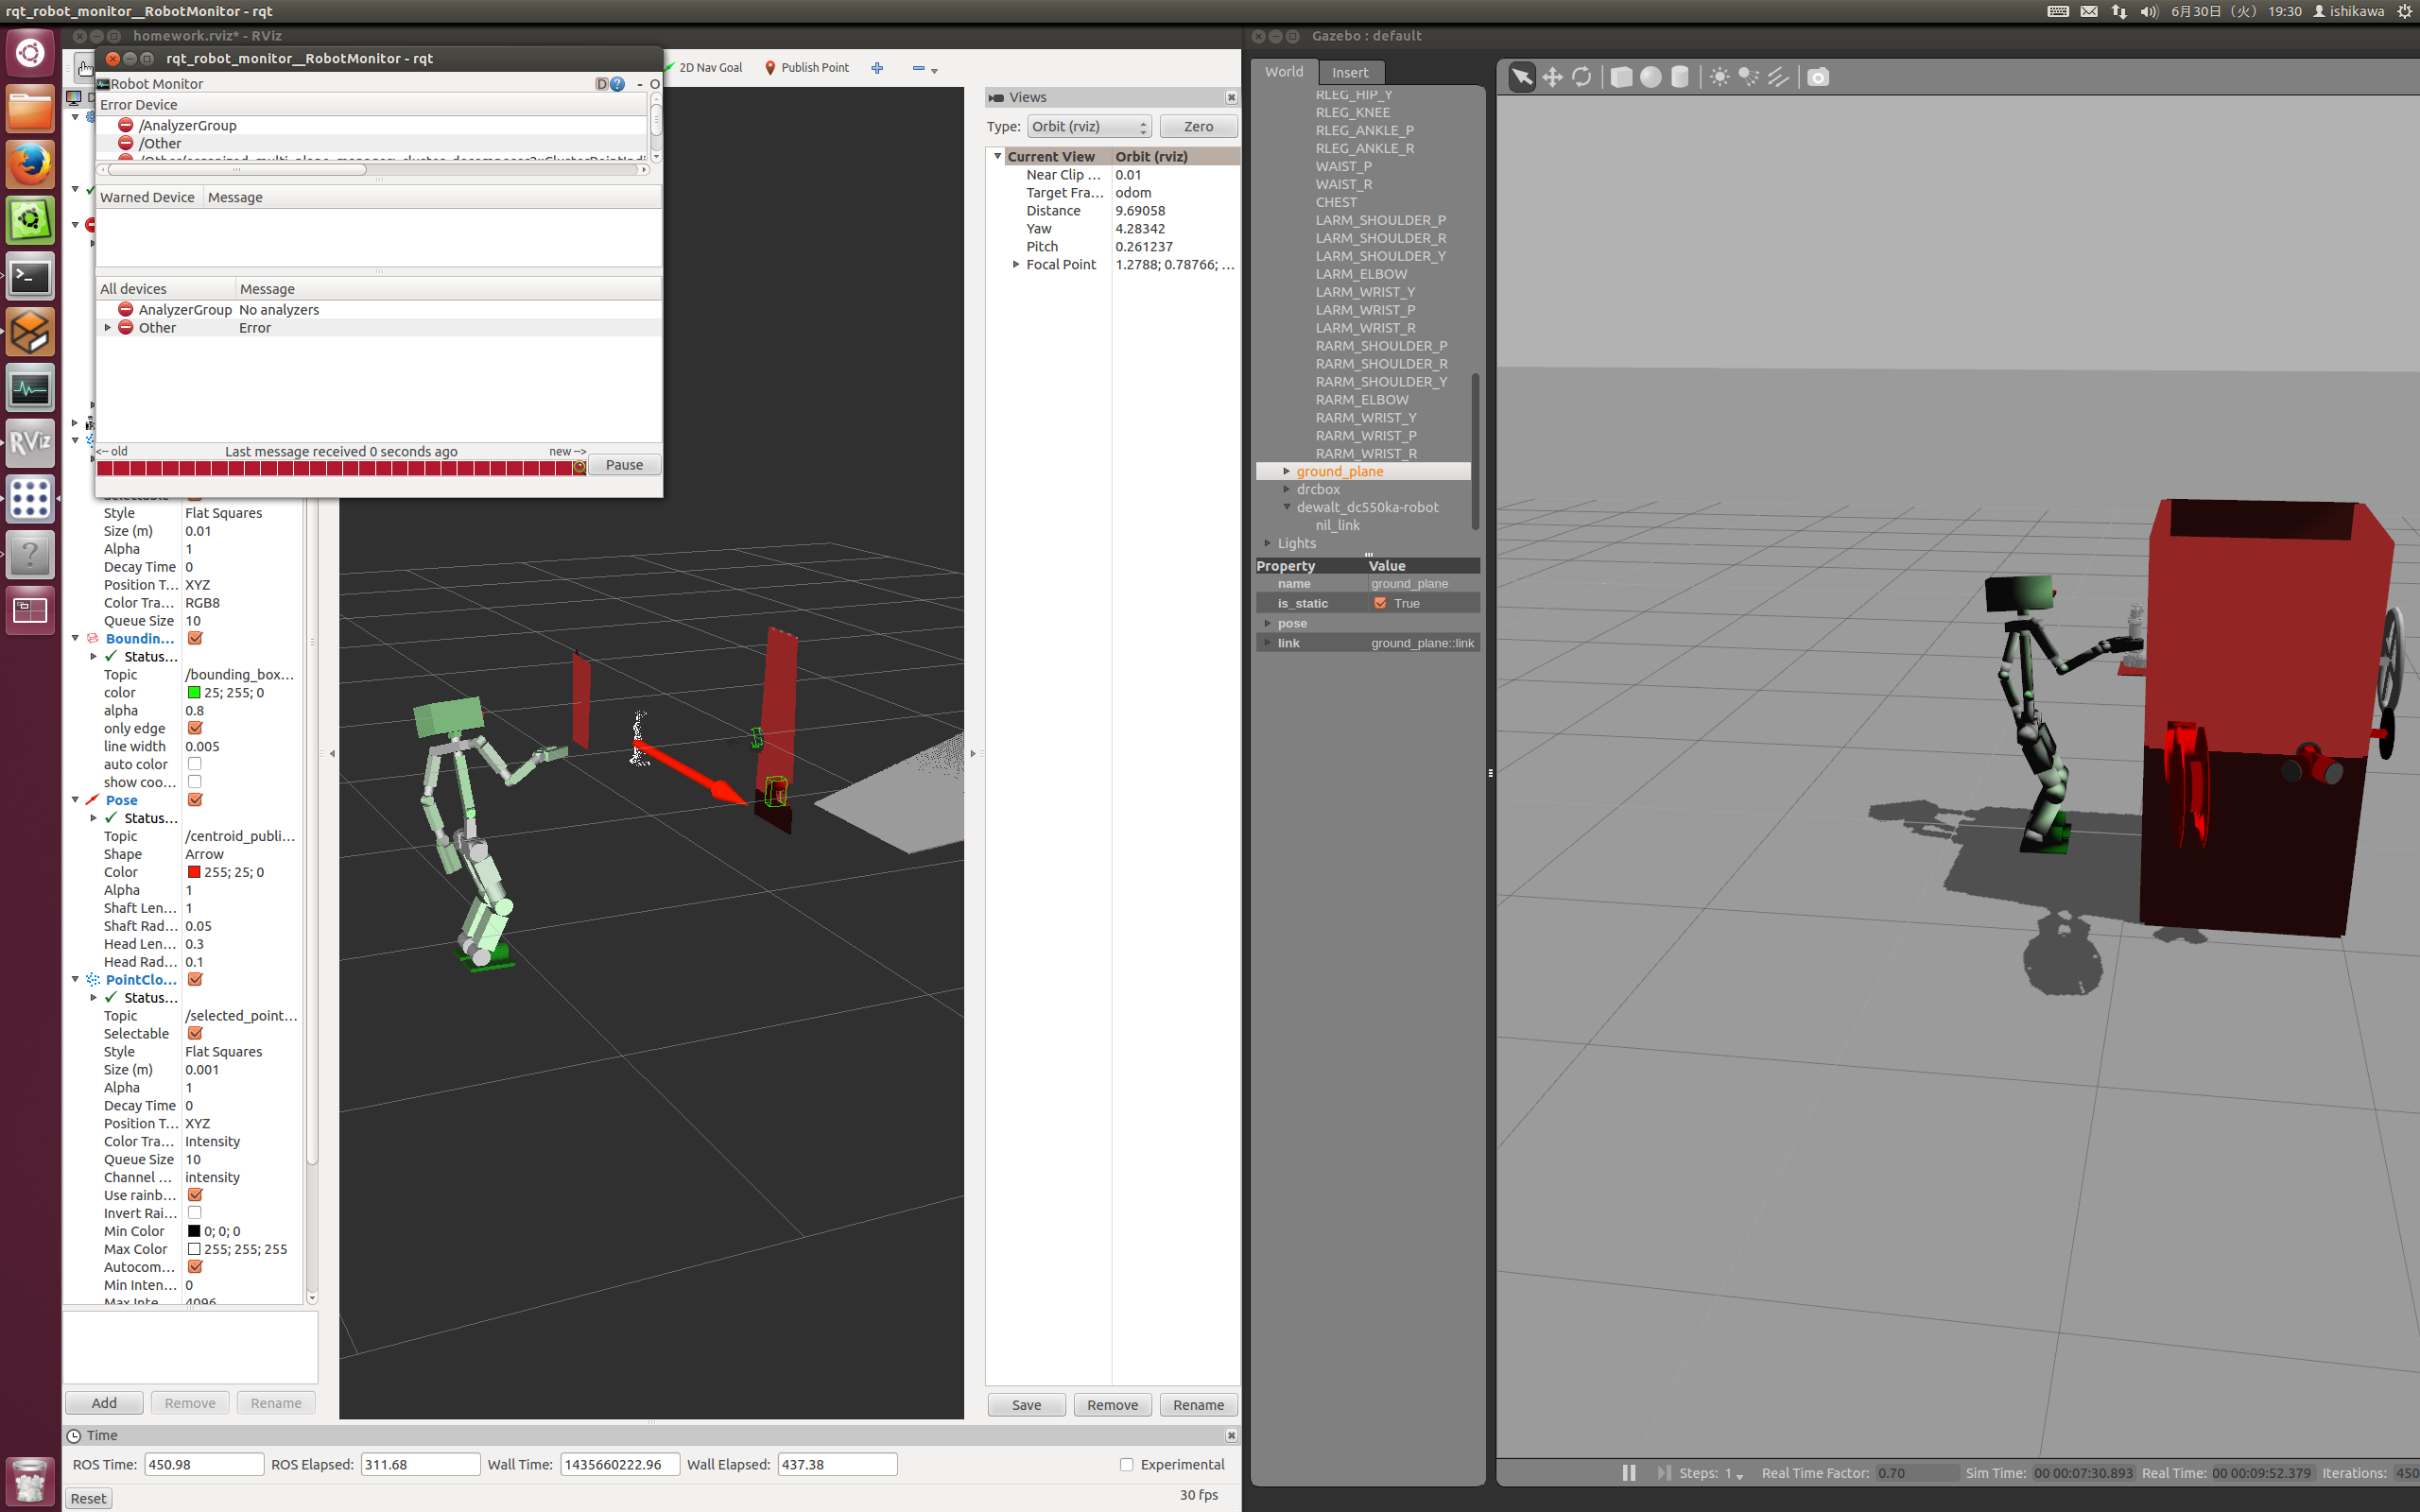 rqt_robot_monitor__RobotMonitor - rqt
6月30日 (火) 19:30 ishikawa
homework.rviz* - RViz
rqt_robot_monitor__RobotMonitor - rqt
Robot Monitor
D
- O
Error Device
/AnalyzerGroup
/Other
Warned Device Message
All devices Message
AnalyzerGroup No analyzers
Other Error
<-- old Last message received 0 seconds ago new -->
Pause
2D Nav Goal
Publish Point
RViz
Style Flat Squares
Size (m) 0.01
Alpha 1
Decay Time 0
Position T... XYZ
Color Tra... RGB8
Queue Size 10
Boundin...
Status...
Topic /bounding_box...
color 25; 255; 0
alpha 0.8
only edge
line width 0.005
auto color
show coo...
Pose
Status...
Topic /centroid_publi...
Shape Arrow
Color 255; 25; 0
Alpha 1
Shaft Len... 1
Shaft Rad... 0.05
Head Len... 0.3
Head Rad... 0.1
PointClo...
Status...
Topic /selected_point...
Selectable
Style Flat Squares
Size (m) 0.001
Alpha 1
Decay Time 0
Position T... XYZ
Color Tra... Intensity
Queue Size 10
Channel ... intensity
Use rainb...
Invert Rai...
Min Color 0; 0; 0
Max Color 255; 255; 255
Autocom...
Min Inten... 0
Max Inte... 4096
Add Remove Rename
Views
Type: Orbit (rviz) Zero
Current View Orbit (rviz)
Near Clip ... 0.01
Target Fra... odom
Distance 9.69058
Yaw 4.28342
Pitch 0.261237
Focal Point 1.2788; 0.78766; ...
Save Remove Rename
Time
ROS Time: 450.98 ROS Elapsed: 311.68 Wall Time: 1435660222.96 Wall Elapsed: 437.38 Experimental
Reset
30 fps
Gazebo : default
World Insert
RLEG_HIP_Y
RLEG_KNEE
RLEG_ANKLE_P
RLEG_ANKLE_R
WAIST_P
WAIST_R
CHEST
LARM_SHOULDER_P
LARM_SHOULDER_R
LARM_SHOULDER_Y
LARM_ELBOW
LARM_WRIST_Y
LARM_WRIST_P
LARM_WRIST_R
RARM_SHOULDER_P
RARM_SHOULDER_R
RARM_SHOULDER_Y
RARM_ELBOW
RARM_WRIST_Y
RARM_WRIST_P
RARM_WRIST_R
ground_plane
drcbox
dewalt_dc550ka-robot
nil_link
Lights
Property Value
name ground_plane
is_static True
pose
link ground_plane::link
Steps: 1 Real Time Factor: 0.70 Sim Time: 00 00:07:30.893 Real Time: 00 00:09:52.379 Iterations: 450